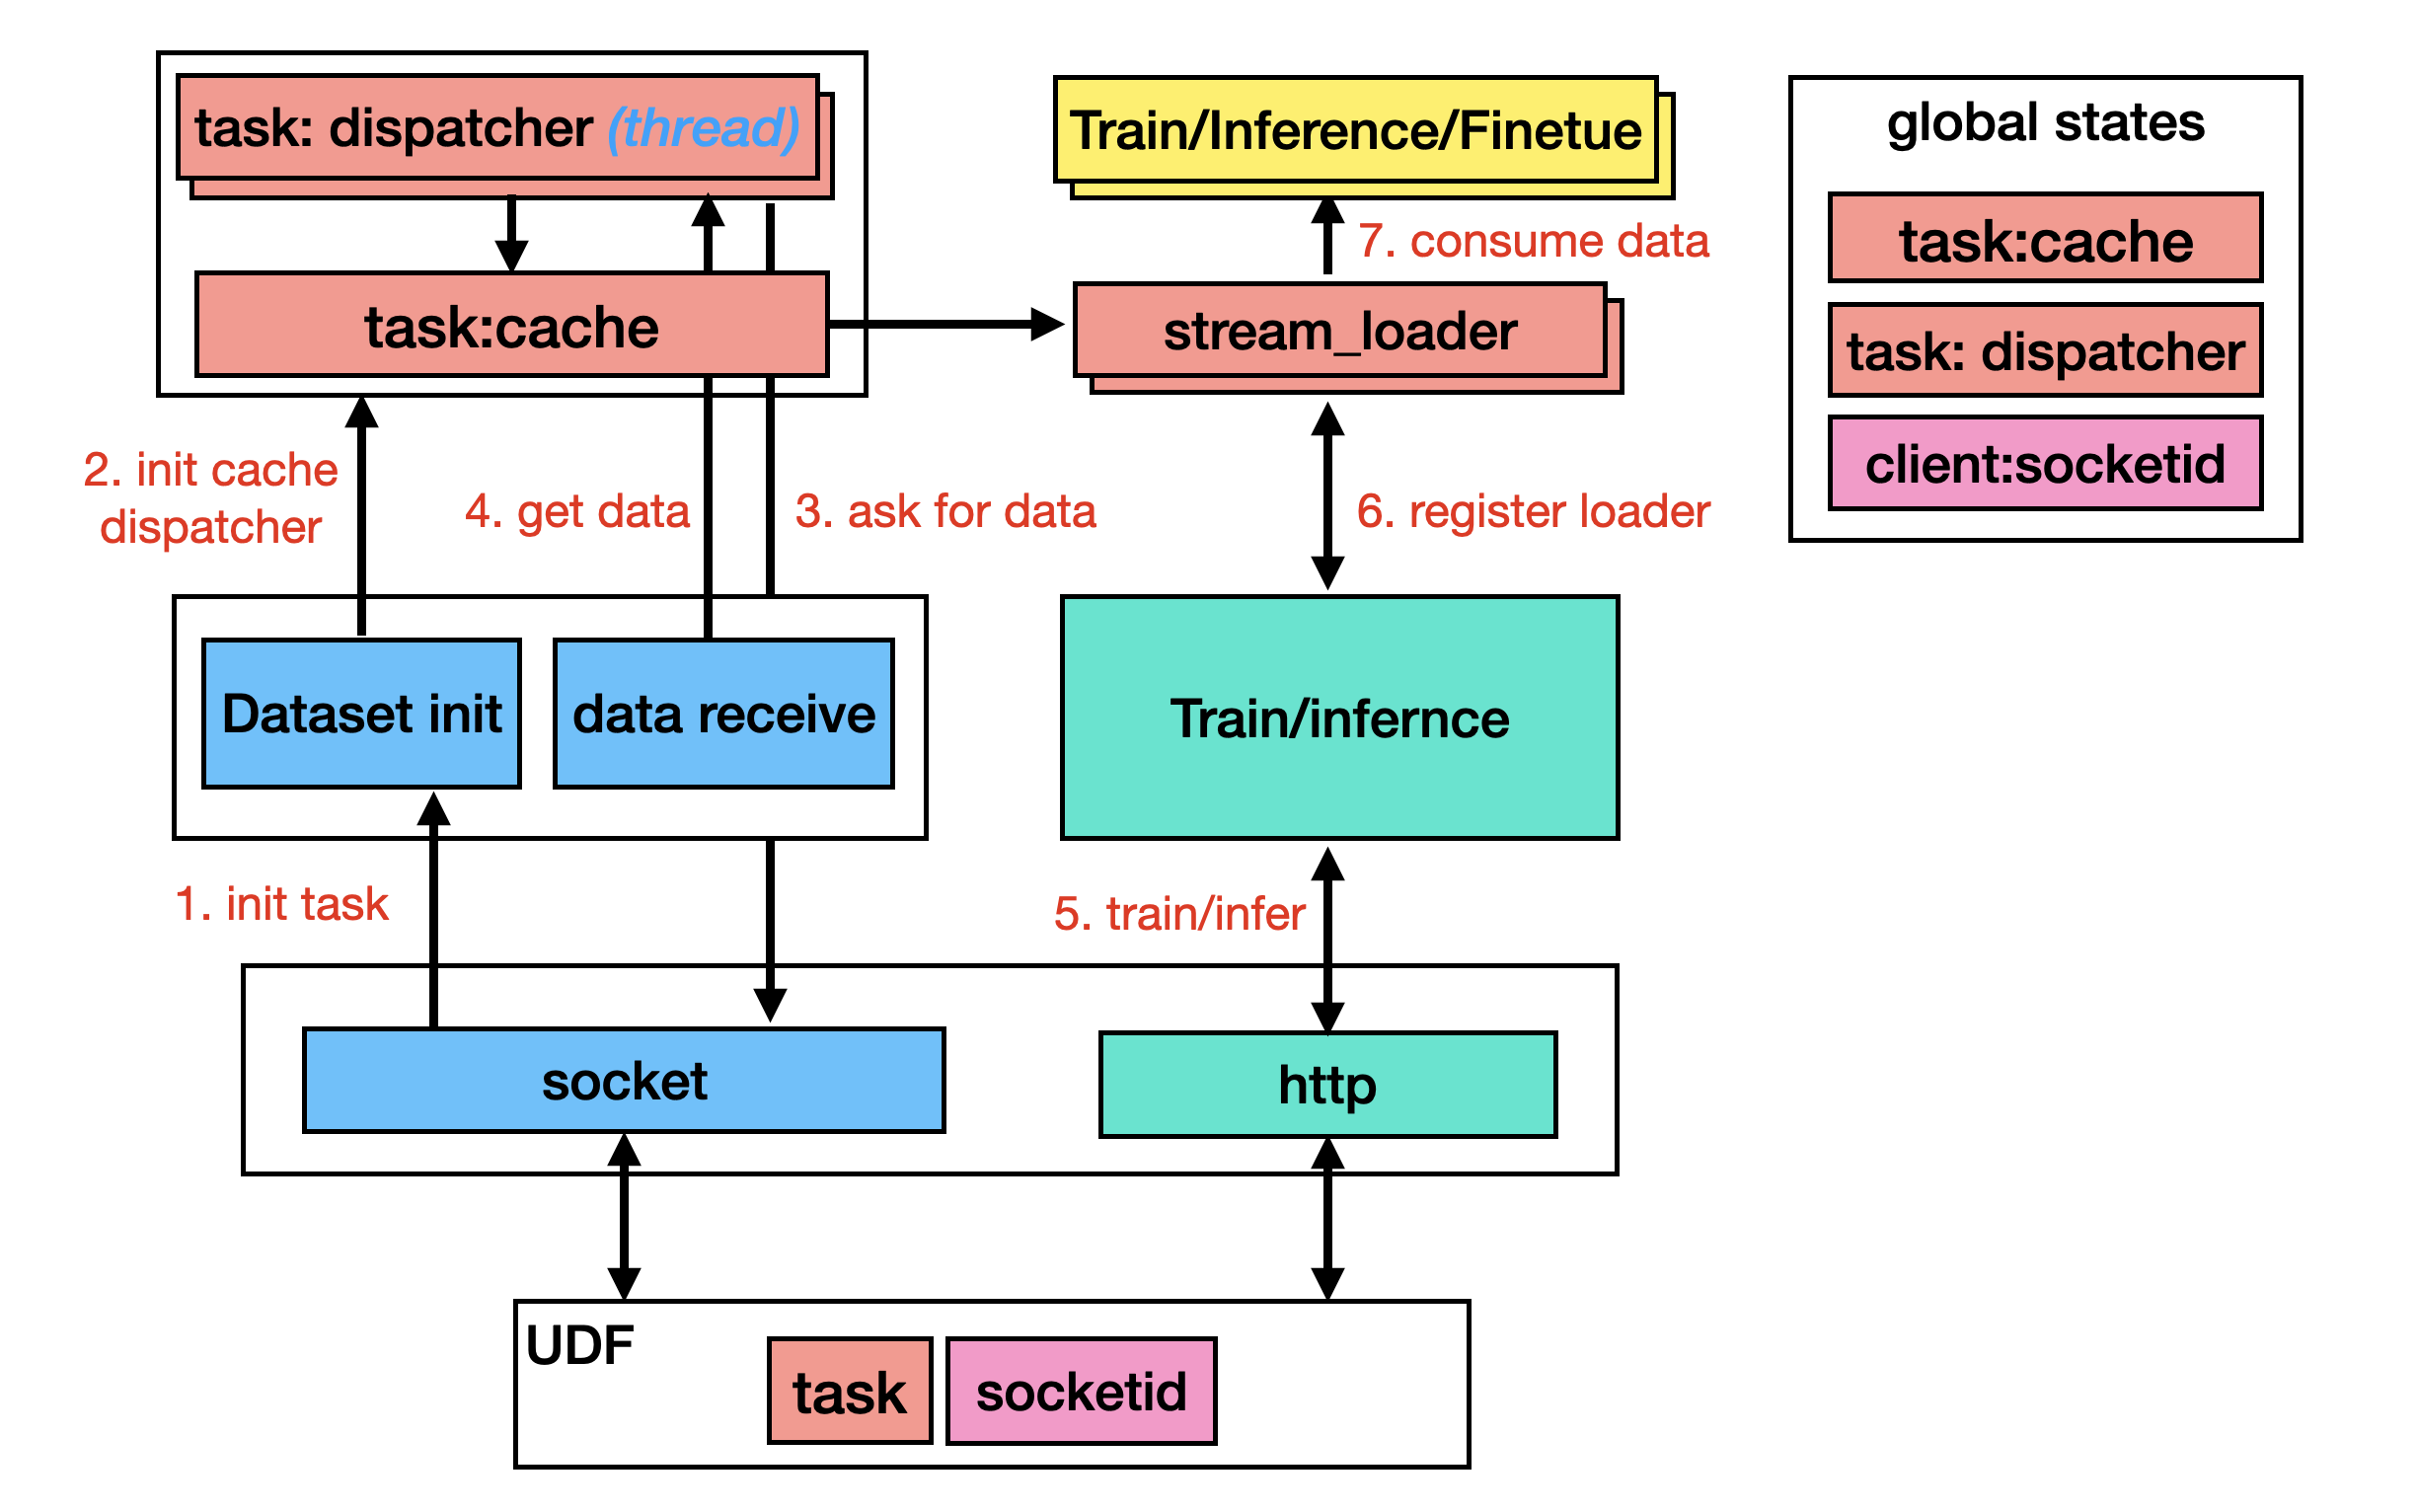 task: dispatcher (thread)
Train/Inference/Finetue
global states
task:cache
task: dispatcher
client:socketid
7. consume data
task:cache
stream_loader
2. init cache
dispatcher
4. get data
3. ask for data
6. register loader
Dataset init
data receive
Train/infernce
1. init task
5. train/infer
socket
http
UDF
task
socketid